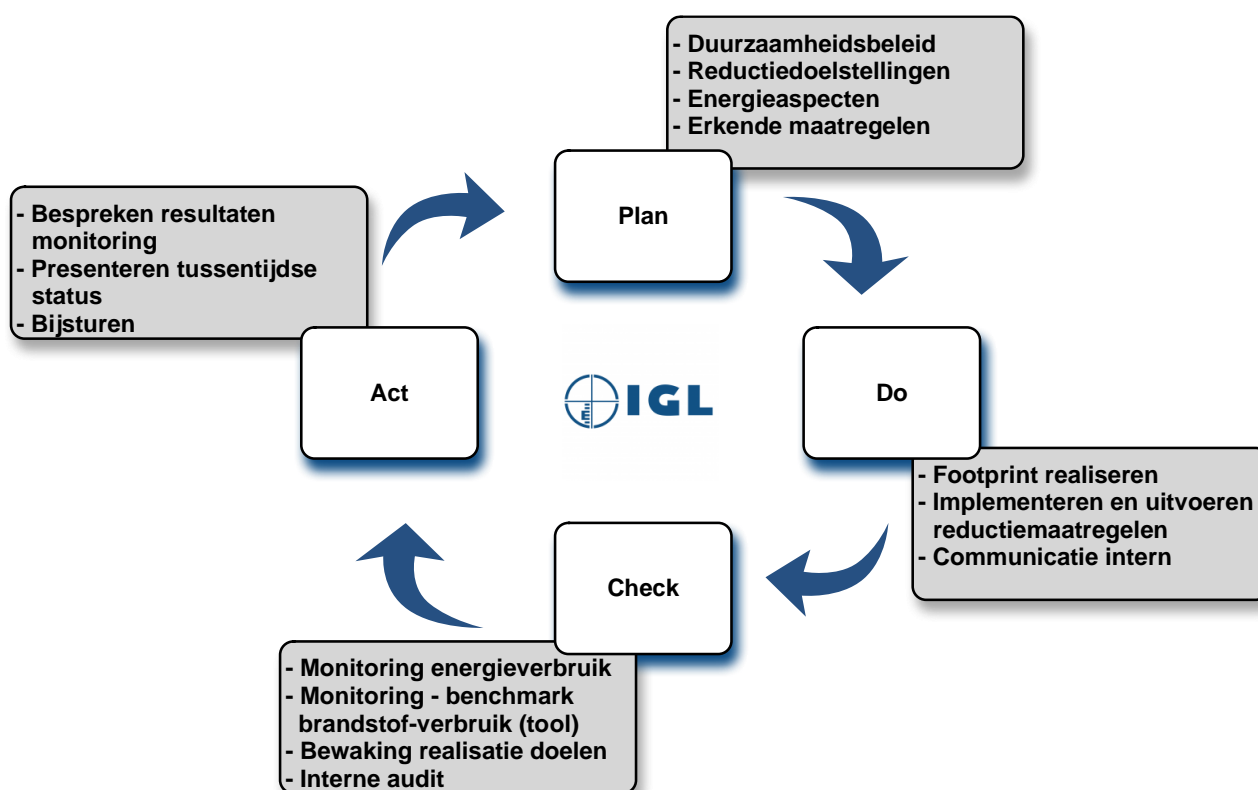 - Duurzaamheidsbeleid
- Reductiedoelstellingen
- Energieaspecten
- Erkende maatregelen
Plan
- Bespreken resultaten
monitoring
- Presenteren tussentijdse
status
- Bijsturen
Act
IGL
Do
- Footprint realiseren
- Implementeren en uitvoeren
reductiemaatregelen
- Communicatie intern
Check
- Monitoring energieverbruik
- Monitoring - benchmark
brandstof-verbruik (tool)
- Bewaking realisatie doelen
- Interne audit